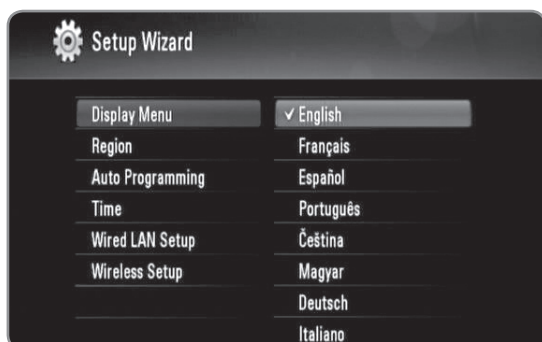 Setup Wizard
Display Menu
Region
Auto Programming
Time
Wired LAN Setup
Wireless Setup
✓ English
Français
Español
Português
Čeština
Magyar
Deutsch
Italiano